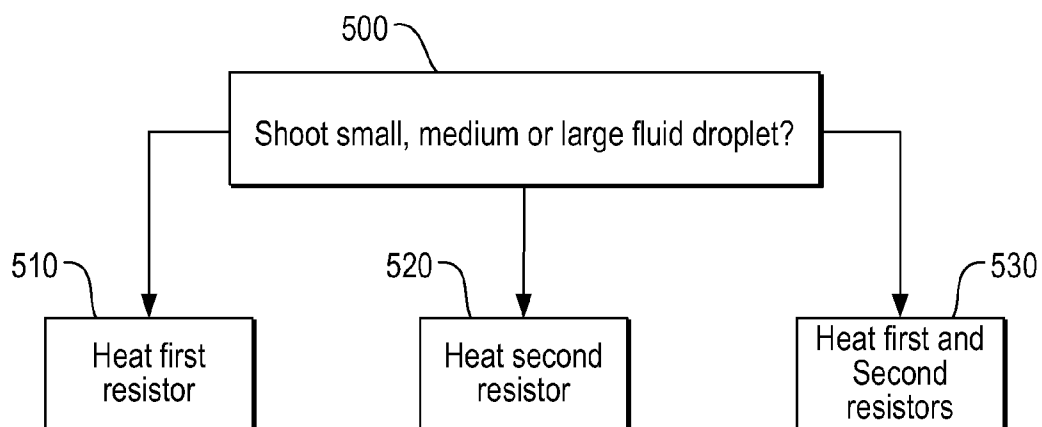 500
Shoot small, medium or large fluid droplet?
510
520
530
Heat first
resistor
Heat second
resistor
Heat first and
Second
resistors